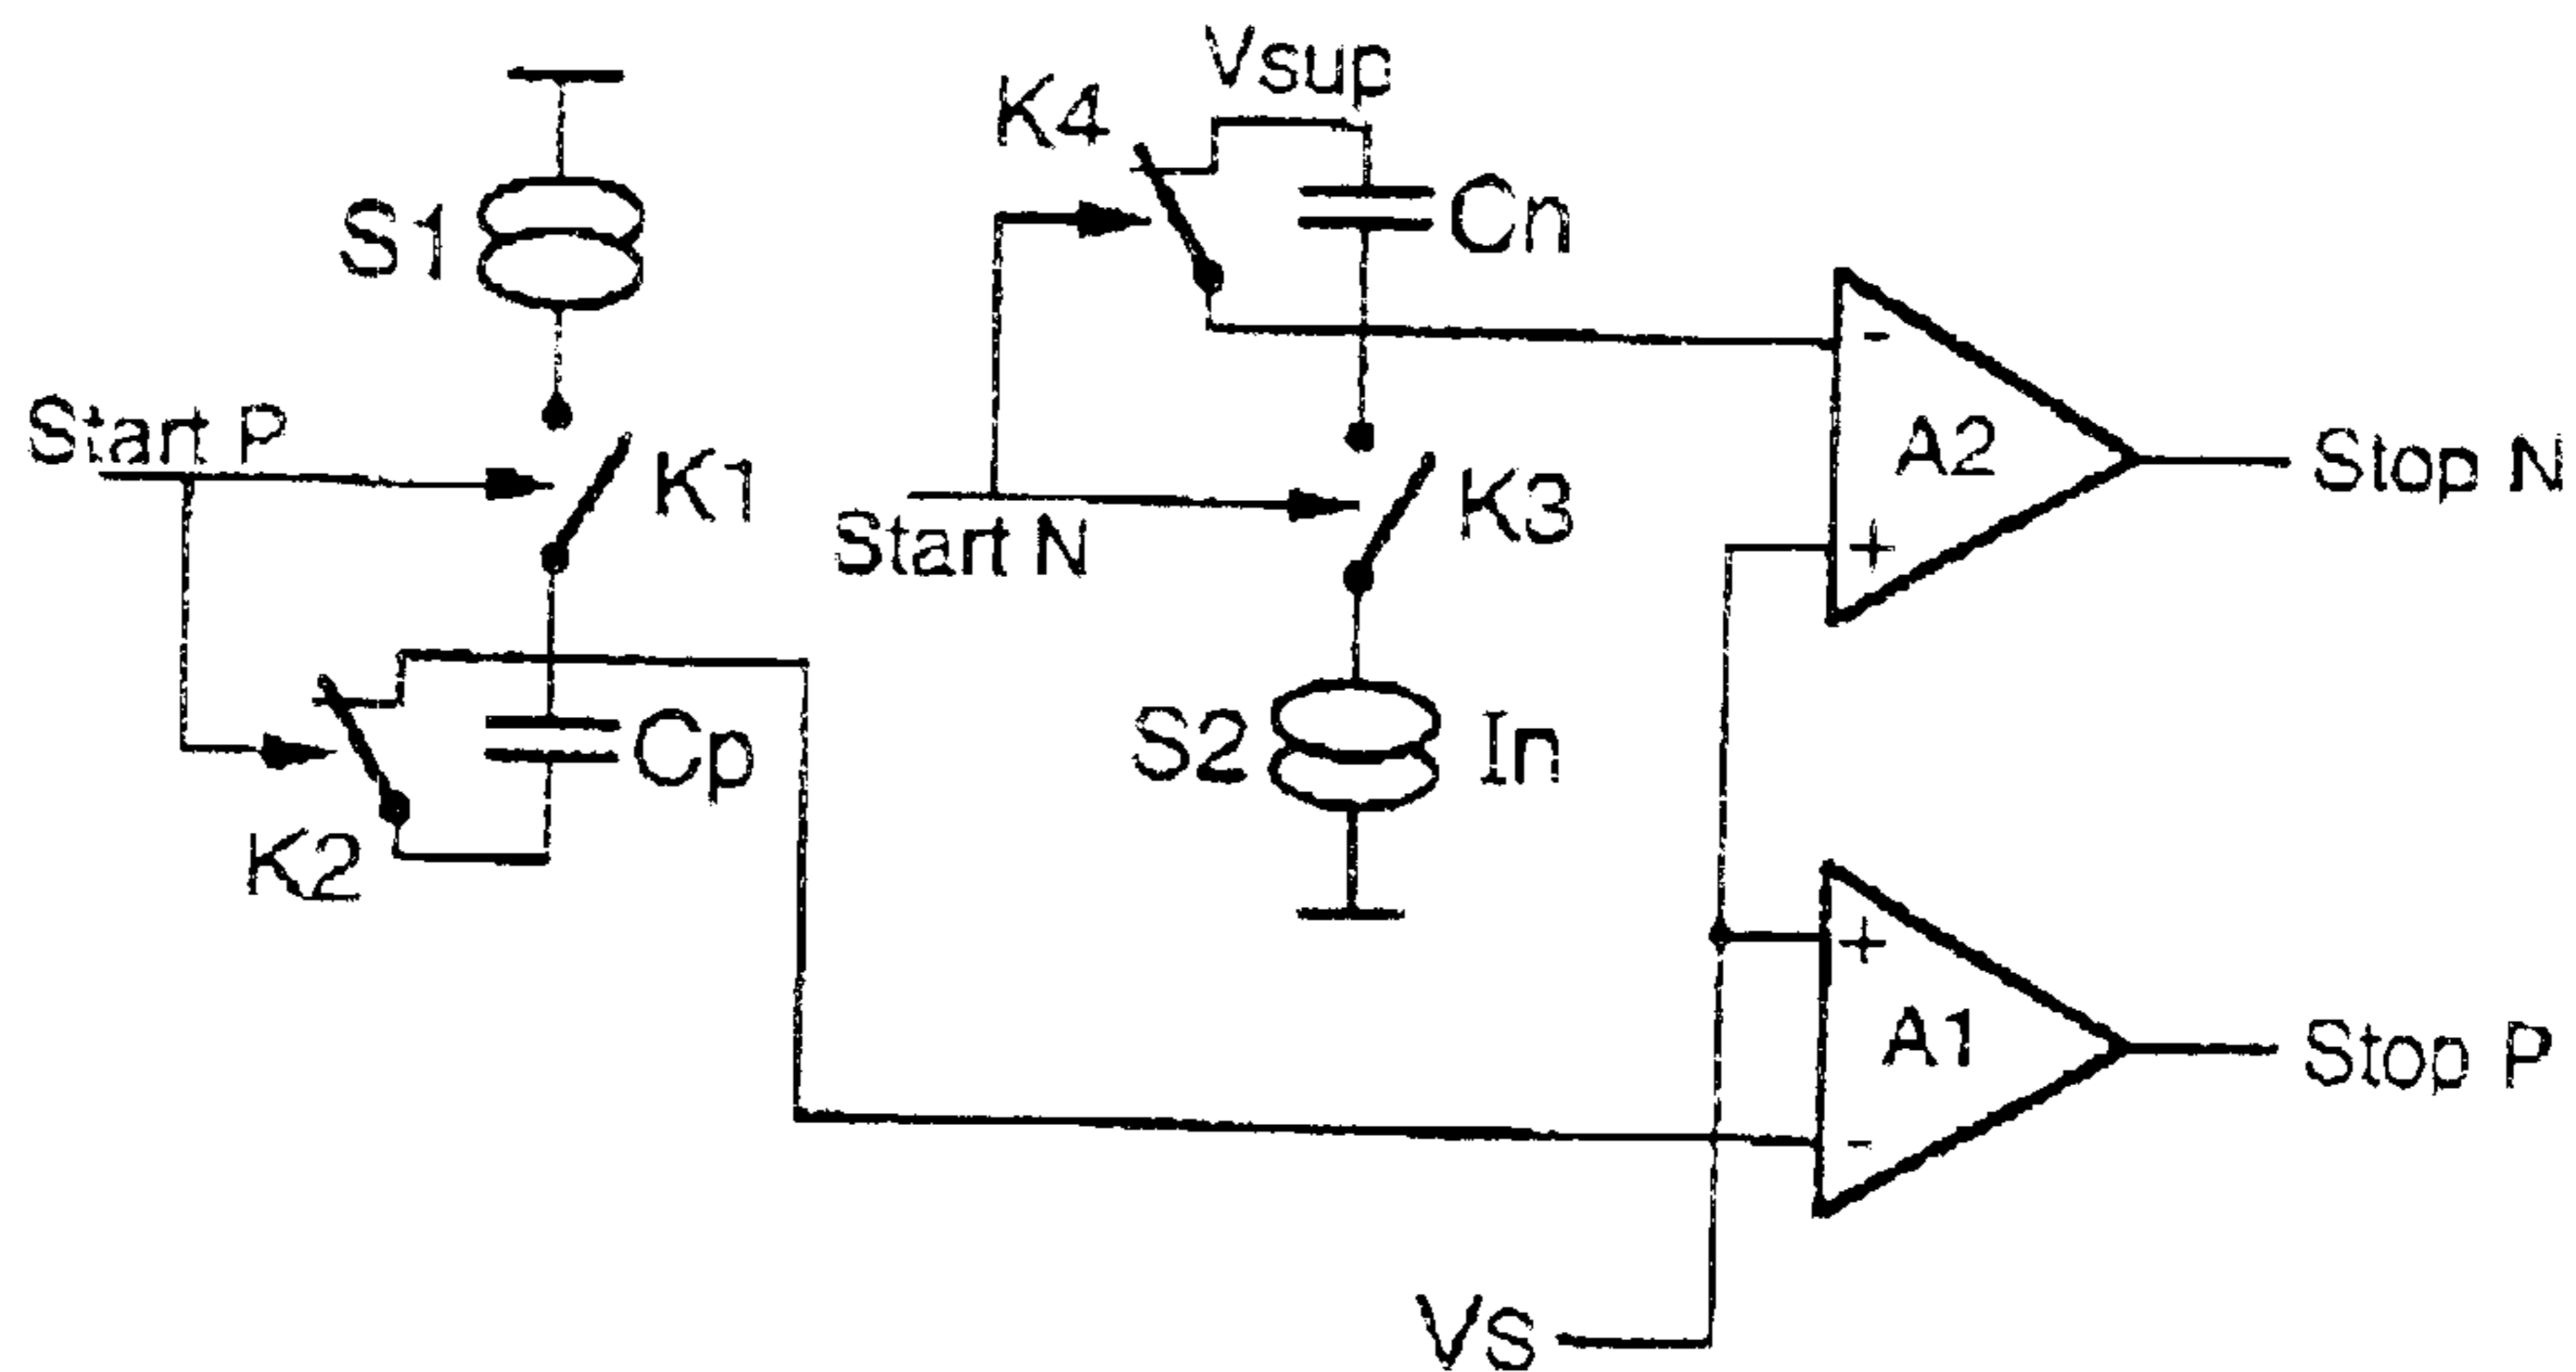 Vsup
K4
S1
Cn
-
A2
Start P
Stop N
K1
K3
Start N
+
Cp
S2
In
K2
+
A1
Stop P
-
VS